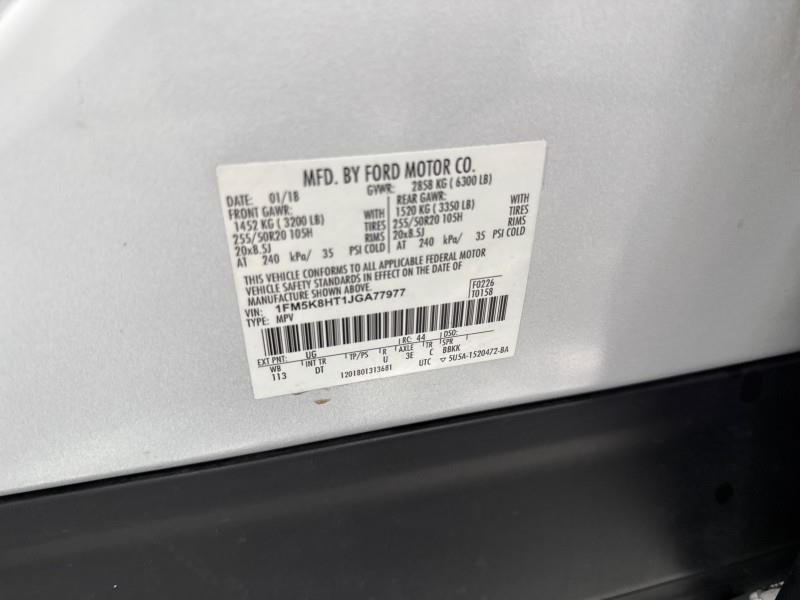 MFD. BY FORD MOTOR CO.
DATE: 01/18 GVWR: 2858 KG ( 6300 LB)
FRONT GAWR: WITH REAR GAWR: WITH
1452 KG ( 3200 LB) TIRES 1520 KG ( 3350 LB) TIRES
255/50R20 105H RIMS 255/50R20 105H RIMS
20x8.5J PSI COLD 20x8.5J
AT 240 kPa/ 35 AT 240 kPa/ 35 PSI COLD
THIS VEHICLE CONFORMS TO ALL APPLICABLE FEDERAL MOTOR
VEHICLE SAFETY STANDARDS IN EFFECT ON THE DATE OF
MANUFACTURE SHOWN ABOVE.
VIN: 1FM5K8HT1JGA77977 F0226
TYPE: MPV T0158
EXT PNT: UG RC: 44 DSO:
WB INT TR TP/PS R AXLE TR SPR
113 DT U 3E C BBKK
1201801313681 UTC ▽ 5U5A-1520472-BA